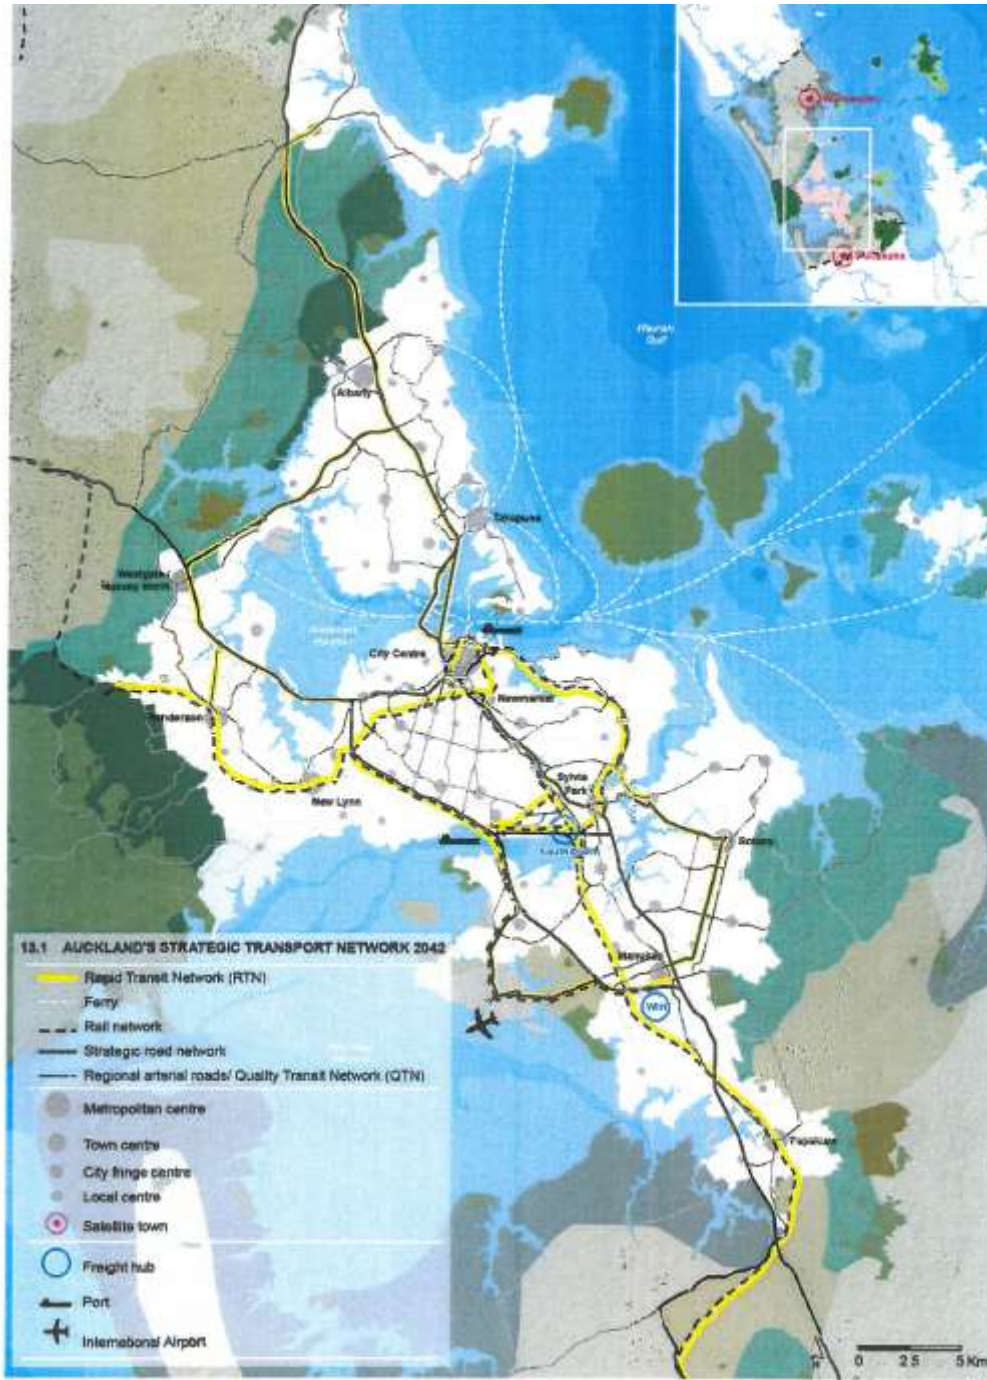 Albany
Takapuna
City Centre
Newmarket
Henderson
New Lynn
Sylvia
Park
Botany
Manukau
Wiri
Papakura
13.1 AUCKLAND'S STRATEGIC TRANSPORT NETWORK 2042
Rapid Transit Network (RTN)
Ferry
Rail network
Strategic road network
Regional arterial roads/ Quality Transit Network (QTN)
Metropolitan centre
Town centre
City fringe centre
Local centre
Satellite town
Freight hub
Port
International Airport
0 2.5 5 Km